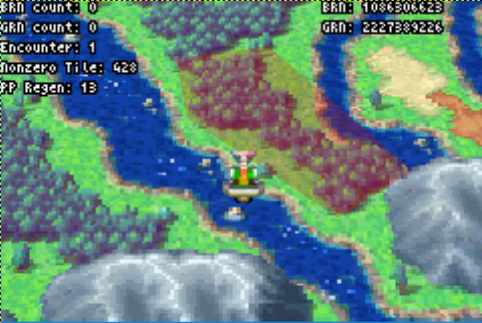 BRN count: 0
GRN count: 0
Encounter: 1
Nonzero Tile: 428
PP Regen: 13
BRN: 1086306623
GRN: 2227389226